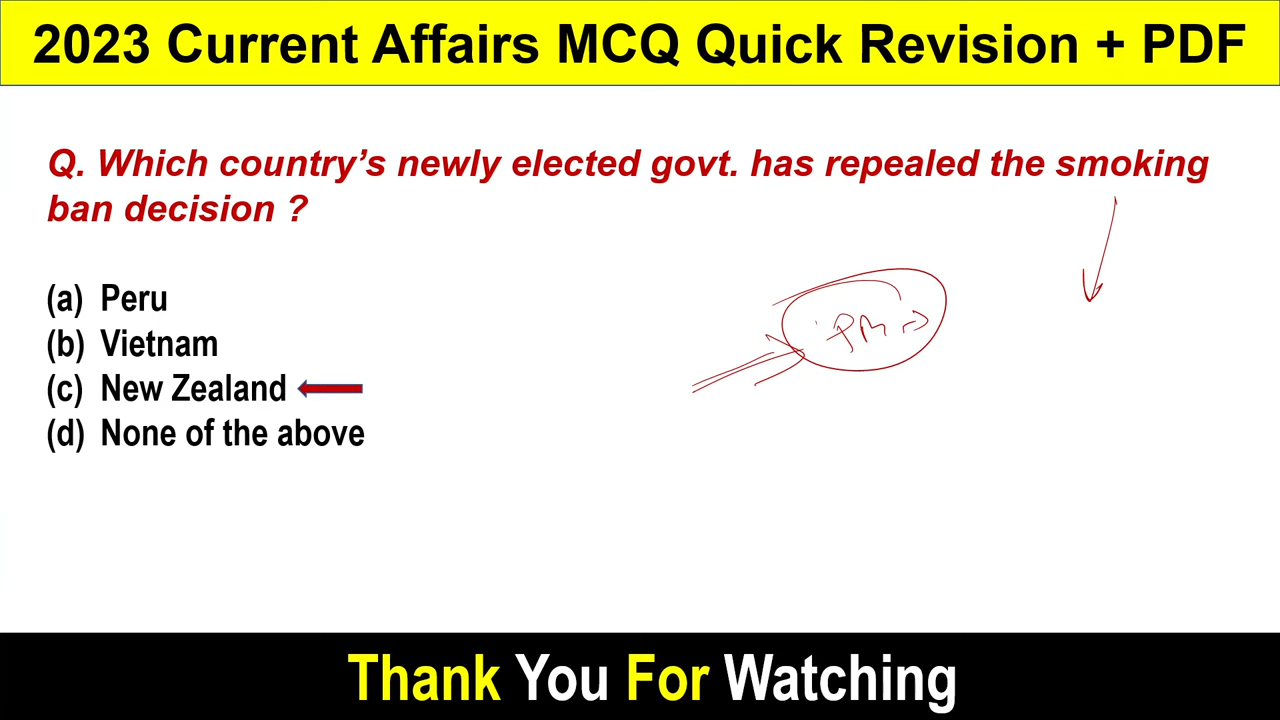 2023 Current Affairs MCQ Quick Revision + PDF
Q. Which country’s newly elected govt. has repealed the smoking
ban decision ?
(a) Peru
(b) Vietnam
(c) New Zealand
(d) None of the above
PM
Thank You For Watching